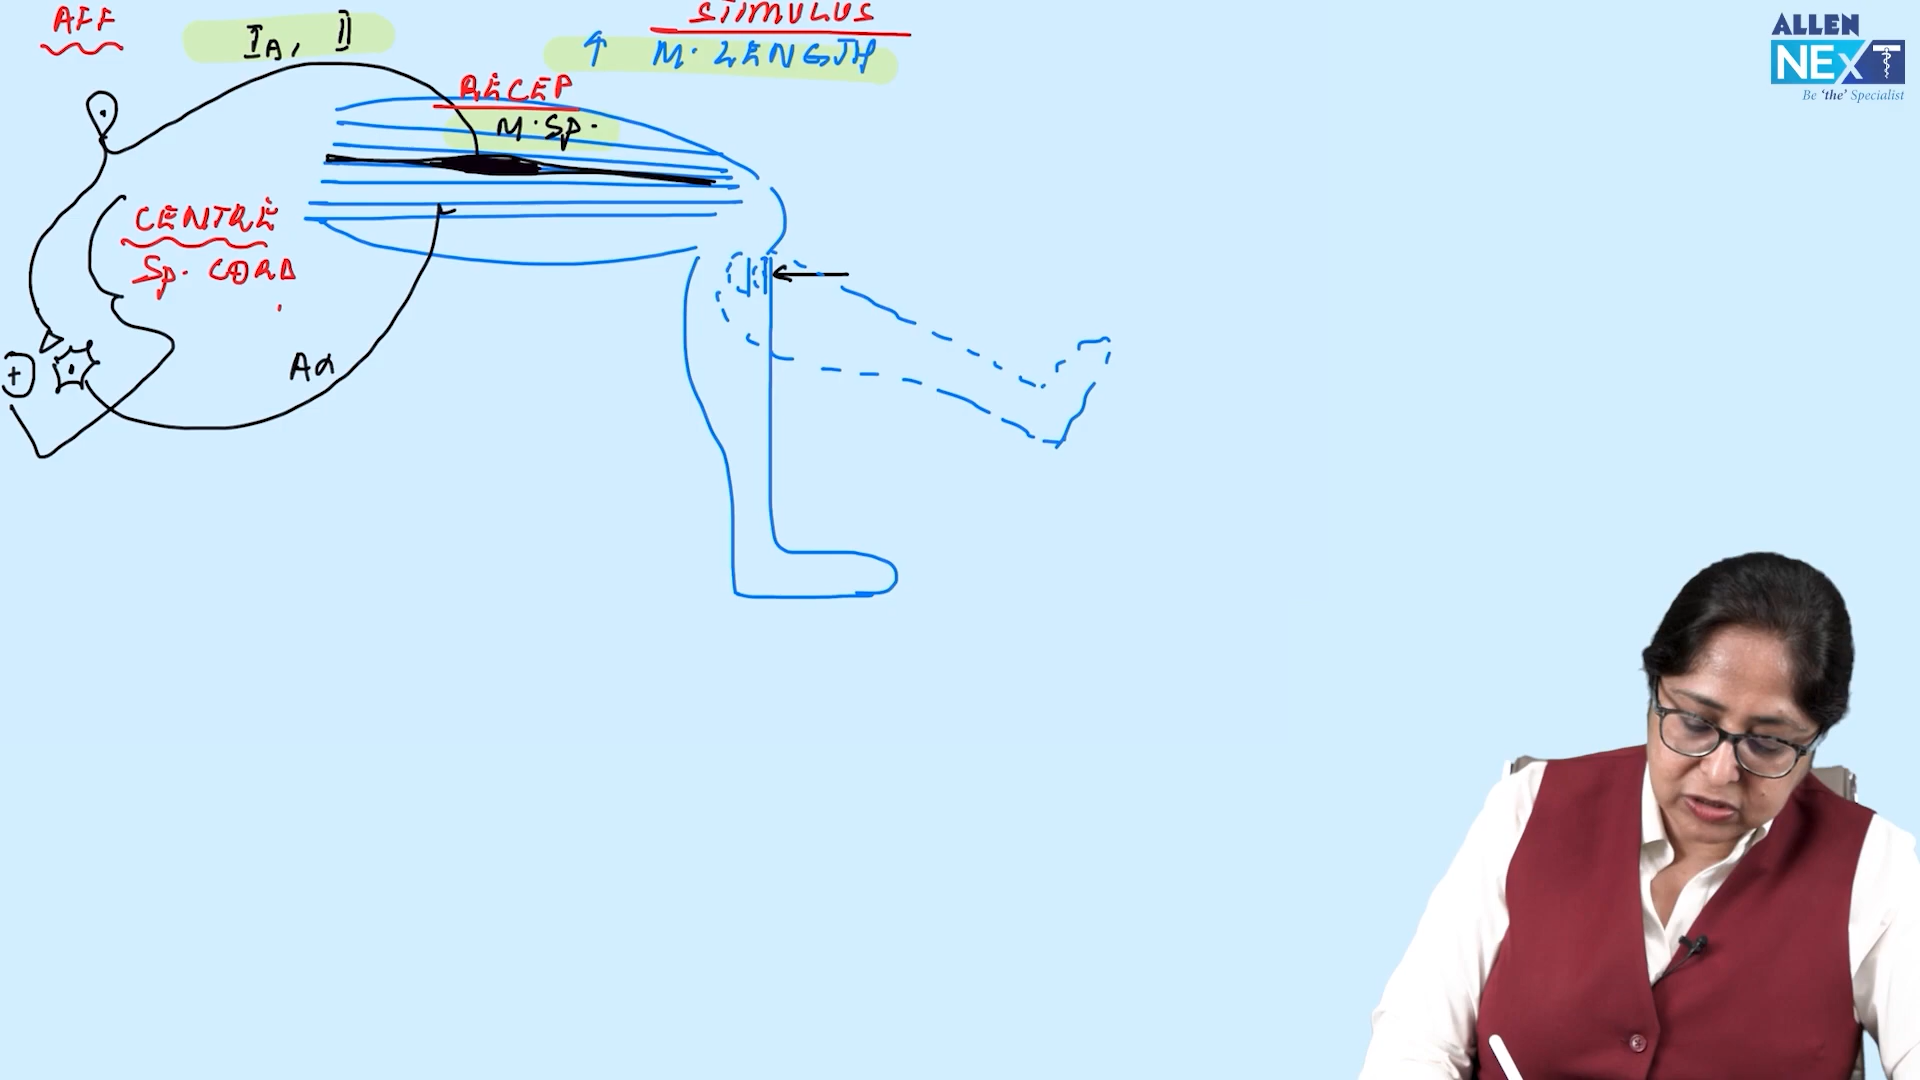 AFF
IA, II
STIMULUS
↑ M. LENGTH
RECEP
M. Sp.
CENTRE
Sp. CORD
+
Aα
ALLEN
NEXT
Be 'the' Specialist